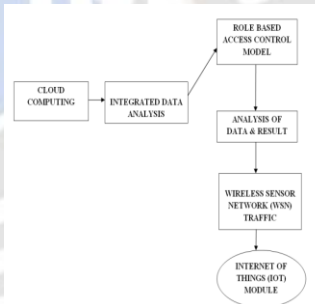 CLOUD
COMPUTING
INTEGRATED DATA
ANALYSIS
ROLE BASED
ACCESS CONTROL
MODEL
ANALYSIS OF
DATA & RESULT
WIRELESS SENSOR
NETWORK (WSN)
TRAFFIC
INTERNET OF
THINGS (IOT)
MODULE